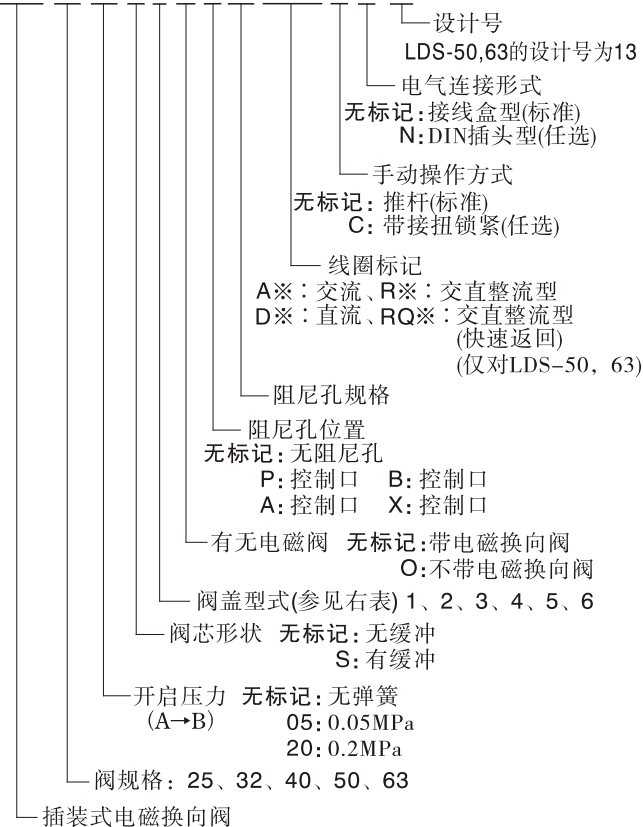 设计号
LDS-50,63的设计号为13
电气连接形式
无标记:接线盒型(标准)
N:DIN插头型(任选)
手动操作方式
无标记: 推杆(标准)
C: 带接扭锁紧(任选)
线圈标记
A※：交流、R※：交直整流型
D※：直流、RQ※：交直整流型
(快速返回)
(仅对LDS-50，63)
阻尼孔规格
阻尼孔位置
无标记:无阻尼孔
P: 控制口 B: 控制口
A: 控制口 X: 控制口
有无电磁阀 无标记:带电磁换向阀
O:不带电磁换向阀
阀盖型式(参见右表) 1、2、3、4、5、6
阀芯形状 无标记: 无缓冲
S: 有缓冲
开启压力 无标记: 无弹簧
(A→B) 05: 0.05MPa
20: 0.2MPa
阀规格: 25、32、40、50、63
插装式电磁换向阀